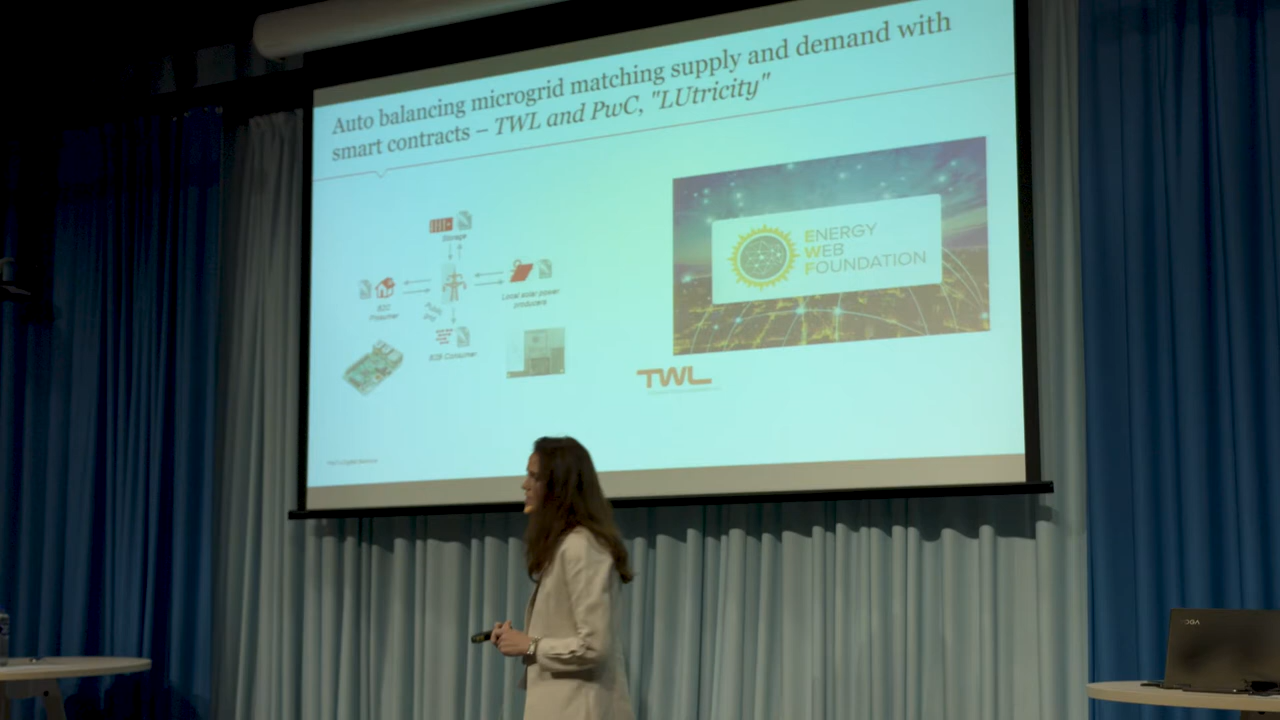 Auto balancing microgrid matching supply and demand with
smart contracts – TWL and PwC, "LUtricity"
Storage
B2C
Prosumer
Local solar power
producers
B2B Consumer
ENERGY
WEB
FOUNDATION
TWL